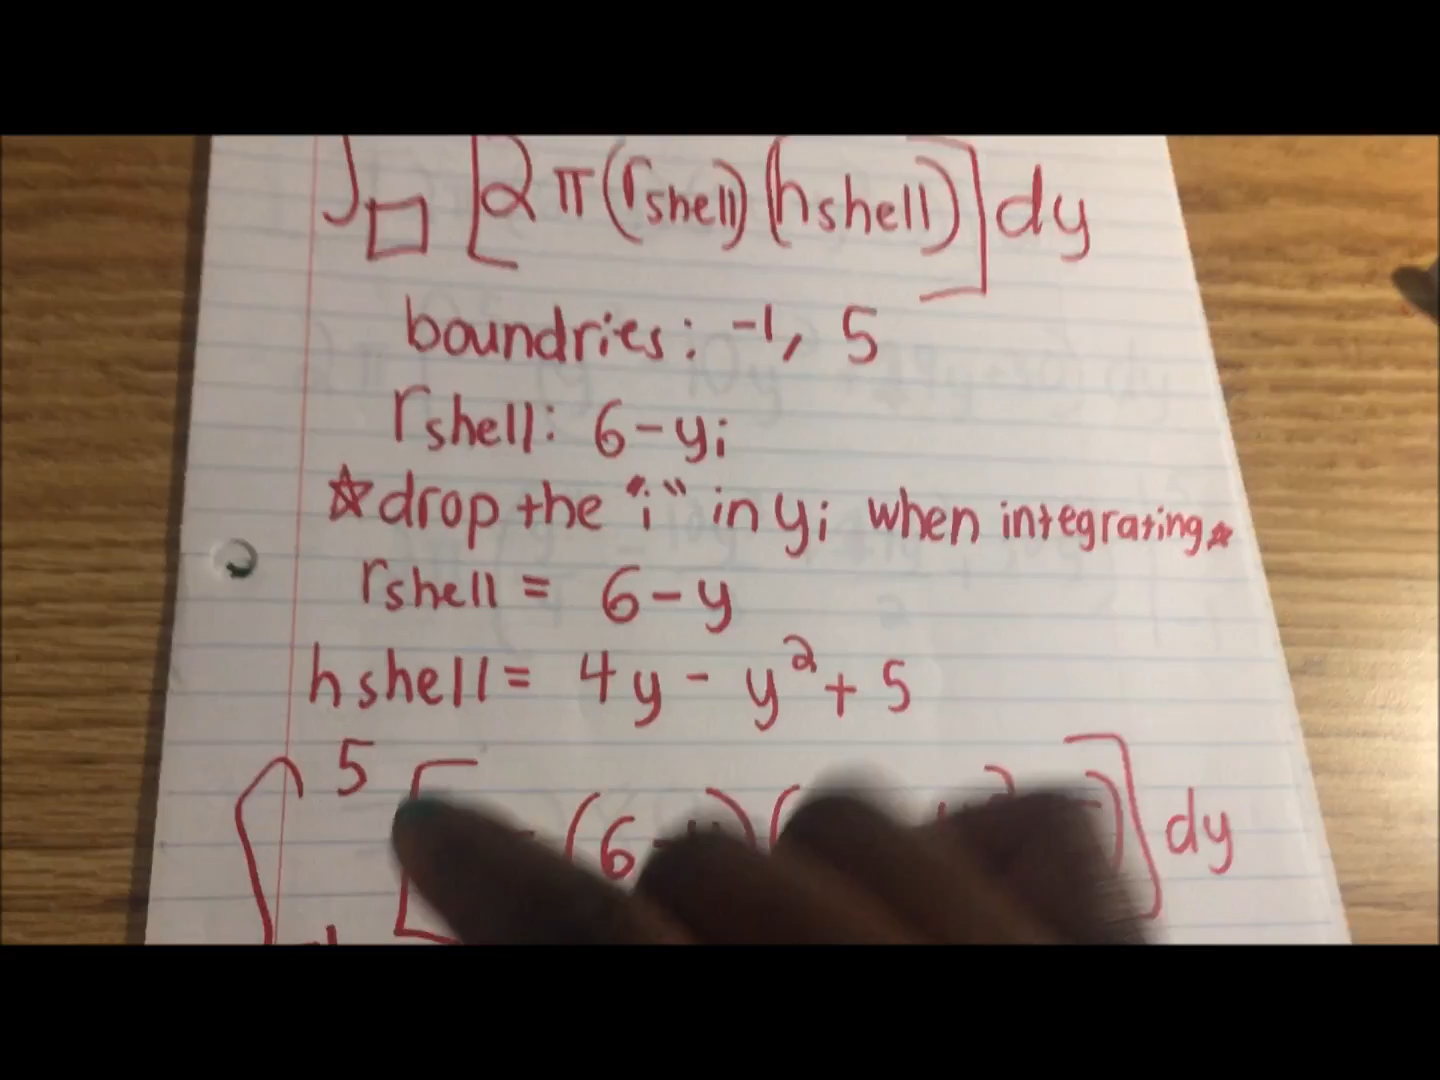 ∫□ [2π(rshell)(hshell)]dy
boundries: -1, 5
rshell: 6-yi
☆drop the "i" in yi when integrating☆
rshell = 6-y
hshell = 4y - y² + 5
∫ 5 [ (6 ) ( ] dy